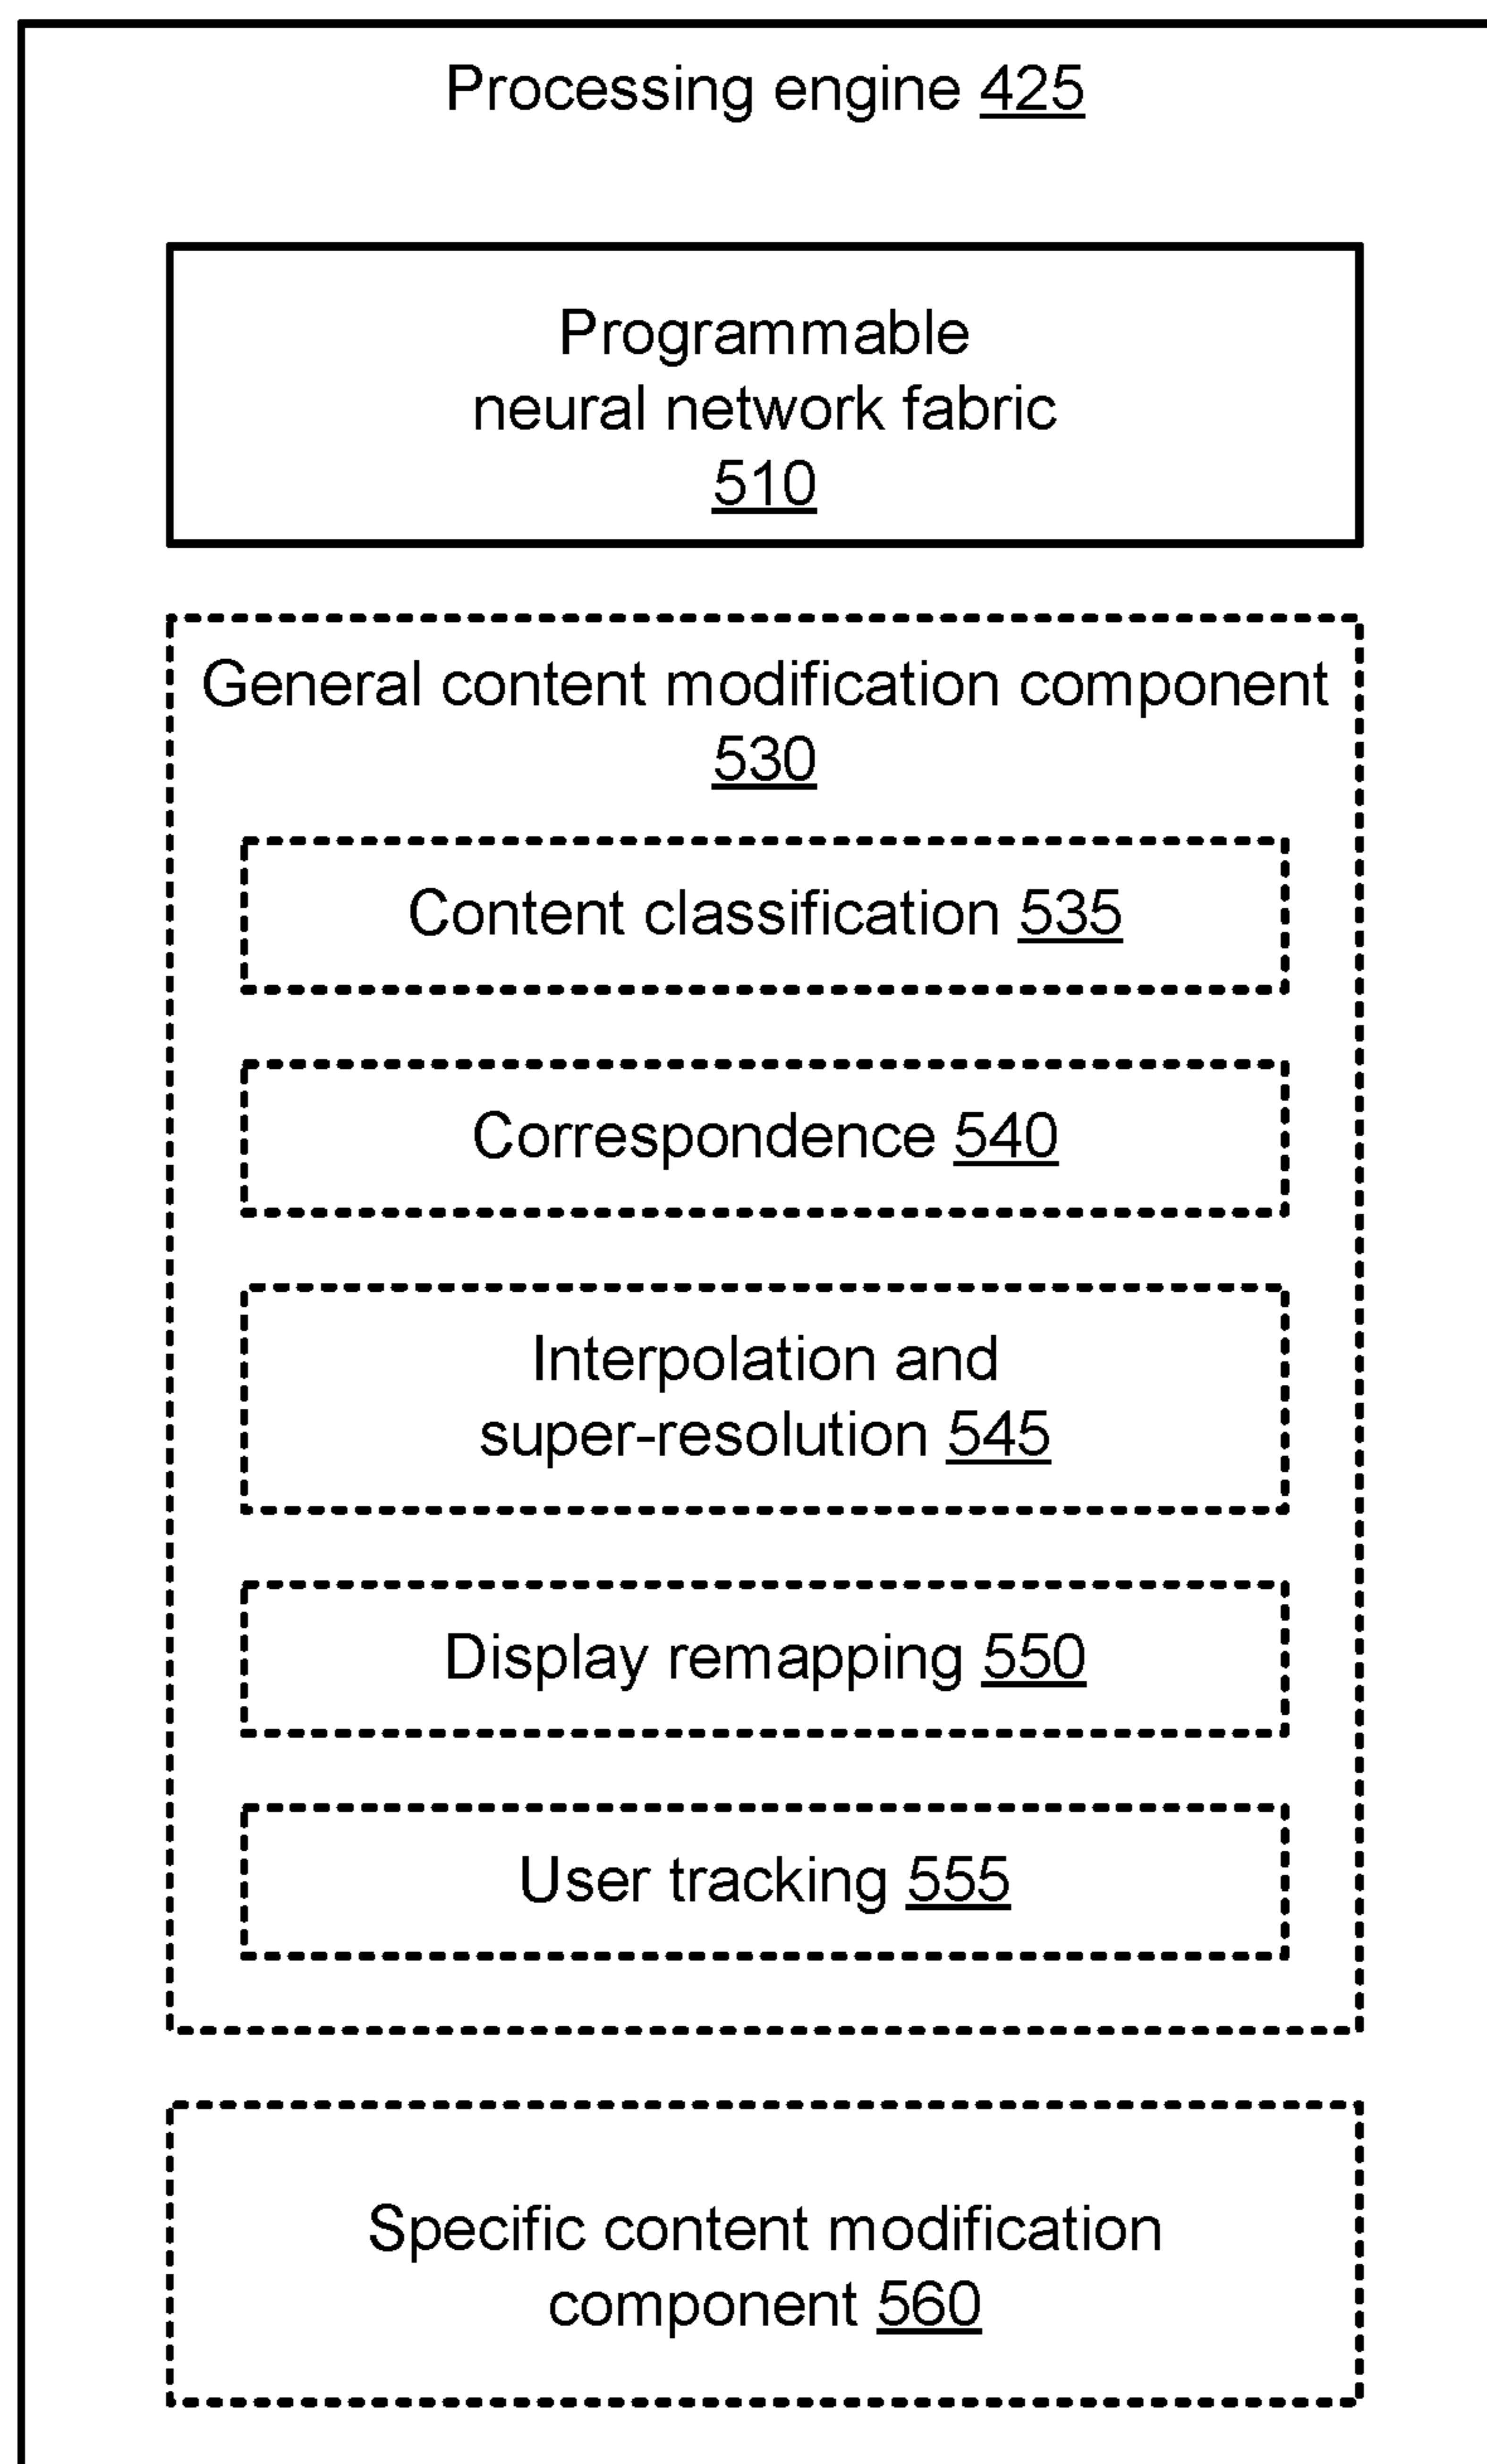 Processing engine 425
Programmable
neural network fabric
510
General content modification component
530
Content classification 535
Correspondence 540
Interpolation and
super-resolution 545
Display remapping 550
User tracking 555
Specific content modification
component 560